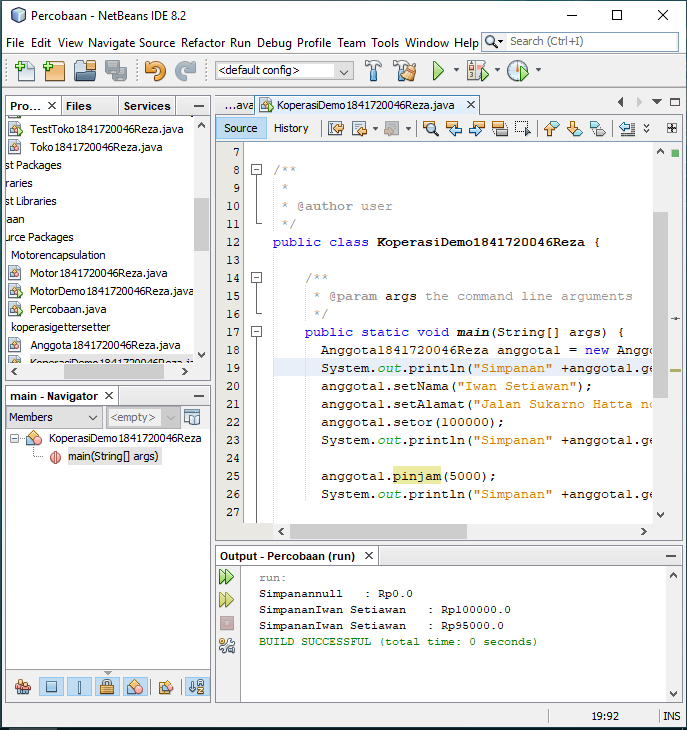 Percobaan - NetBeans IDE 8.2
File Edit View Navigate Source Refactor Run Debug Profile Team Tools Window Help Search (Ctrl+I)
<default config>
Pro... Files Services
TestToko1841720046Reza.java
Toko1841720046Reza.java
st Packages
raries
st Libraries
aan
urce Packages
Motorencapsulation
Motor1841720046Reza.java
MotorDemo1841720046Reza.java
Percobaan.java
koperasigettersetter
Anggota1841720046Reza.java
KoperasiDemo1841720046Reza.ja
main - Navigator
Members <empty>
KoperasiDemo1841720046Reza
main(String[] args)
...ava KoperasiDemo1841720046Reza.java
Source History
7
8 /**
9 *
10 * @author user
11 */
12 public class KoperasiDemo1841720046Reza {
13
14 /**
15 * @param args the command line arguments
16 */
17 public static void main(String[] args) {
18 Anggota1841720046Reza anggota1 = new Anggo
19 System.out.println("Simpanan" +anggota1.ge
20 anggota1.setNama("Iwan Setiawan");
21 anggota1.setAlamat("Jalan Sukarno Hatta no
22 anggota1.setor(100000);
23 System.out.println("Simpanan" +anggota1.ge
24
25 anggota1.pinjam(5000);
26 System.out.println("Simpanan" +anggota1.ge
27
Output - Percobaan (run)
run:
Simpanannull : Rp0.0
SimpananIwan Setiawan : Rp100000.0
SimpananIwan Setiawan : Rp95000.0
BUILD SUCCESSFUL (total time: 0 seconds)
19:92 INS